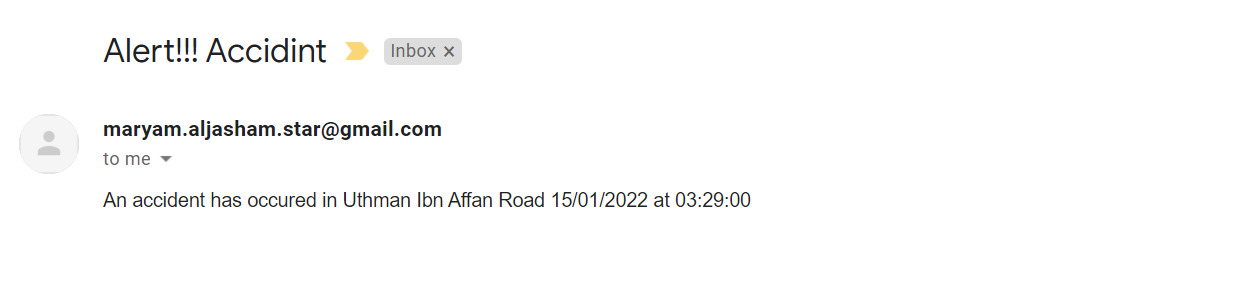 Alert!!! Accidint Inbox ×
maryam.aljasham.star@gmail.com
to me
An accident has occured in Uthman Ibn Affan Road 15/01/2022 at 03:29:00